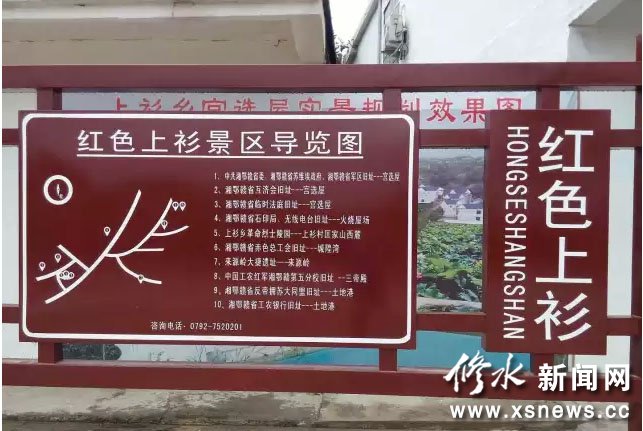 上衫乡宫选屋实景规划效果图
红色上衫景区导览图
1、中共湘鄂赣省委、湘鄂赣省苏维埃政府、湘鄂赣省军区旧址---宫选屋
2、湘鄂赣省互济会旧址---宫选屋
3、湘鄂赣省临时法庭旧址---宫选屋
4、湘鄂赣省石印局、无线电台旧址---火烧屋场
5、上衫乡革命烈士陵园---上衫村区家山西麓
6、湘鄂赣省赤色总工会旧址---城隍湾
7、来源岭大捷遗址---来源岭
8、中国工农红军湘鄂赣第五分校旧址---三帝殿
9、湘鄂赣省反帝拥苏大同盟旧址---土地港
10、湘鄂赣省工农银行旧址---土地港
咨询电话：0792-7520201
红色上衫
HONGSESHANGSHAN
修水新闻网
www.xsnews.cc